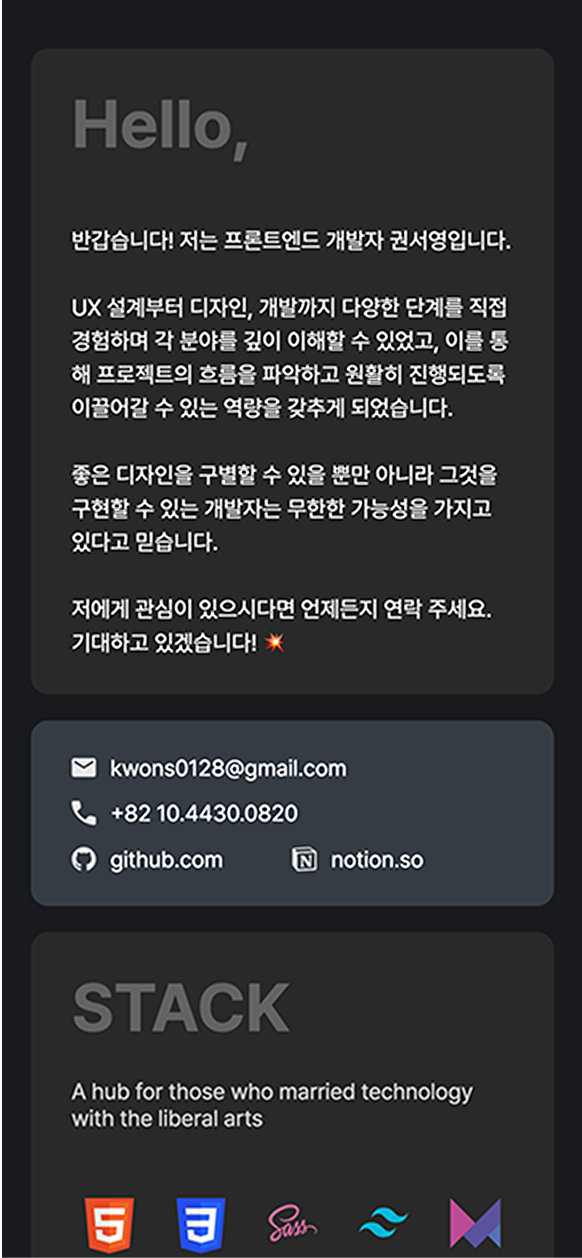 Hello,
반갑습니다! 저는 프론트엔드 개발자 권서영입니다.
UX 설계부터 디자인, 개발까지 다양한 단계를 직접
경험하며 각 분야를 깊이 이해할 수 있었고, 이를 통
해 프로젝트의 흐름을 파악하고 원활히 진행되도록
이끌어갈 수 있는 역량을 갖추게 되었습니다.
좋은 디자인을 구별할 수 있을 뿐만 아니라 그것을
구현할 수 있는 개발자는 무한한 가능성을 가지고
있다고 믿습니다.
저에게 관심이 있으시다면 언제든지 연락 주세요.
기대하고 있겠습니다! 💥
kwons0128@gmail.com
+82 10.4430.0820
github.com
notion.so
STACK
A hub for those who married technology
with the liberal arts
Sass